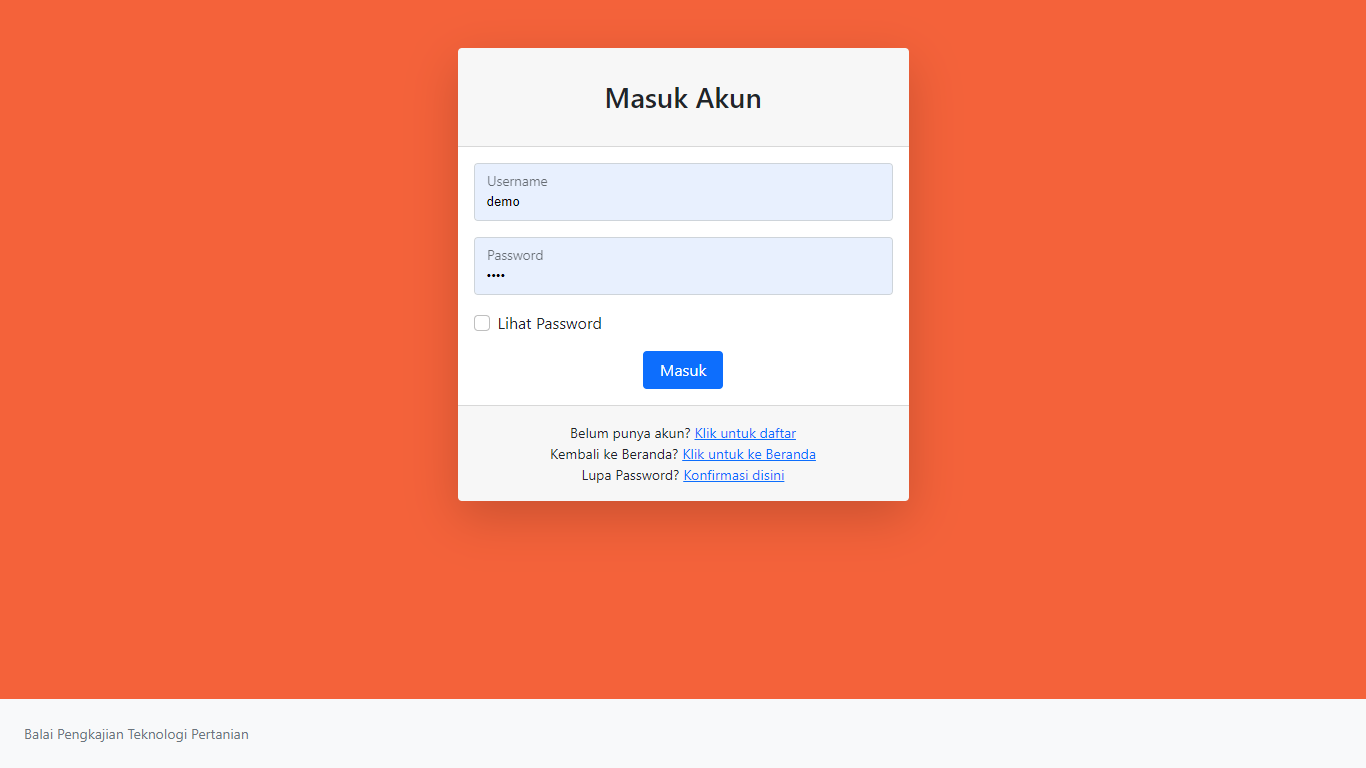 Masuk Akun
Username
demo
Password
••••
Lihat Password
Masuk
Belum punya akun? Klik untuk daftar
Kembali ke Beranda? Klik untuk ke Beranda
Lupa Password? Konfirmasi disini
Balai Pengkajian Teknologi Pertanian